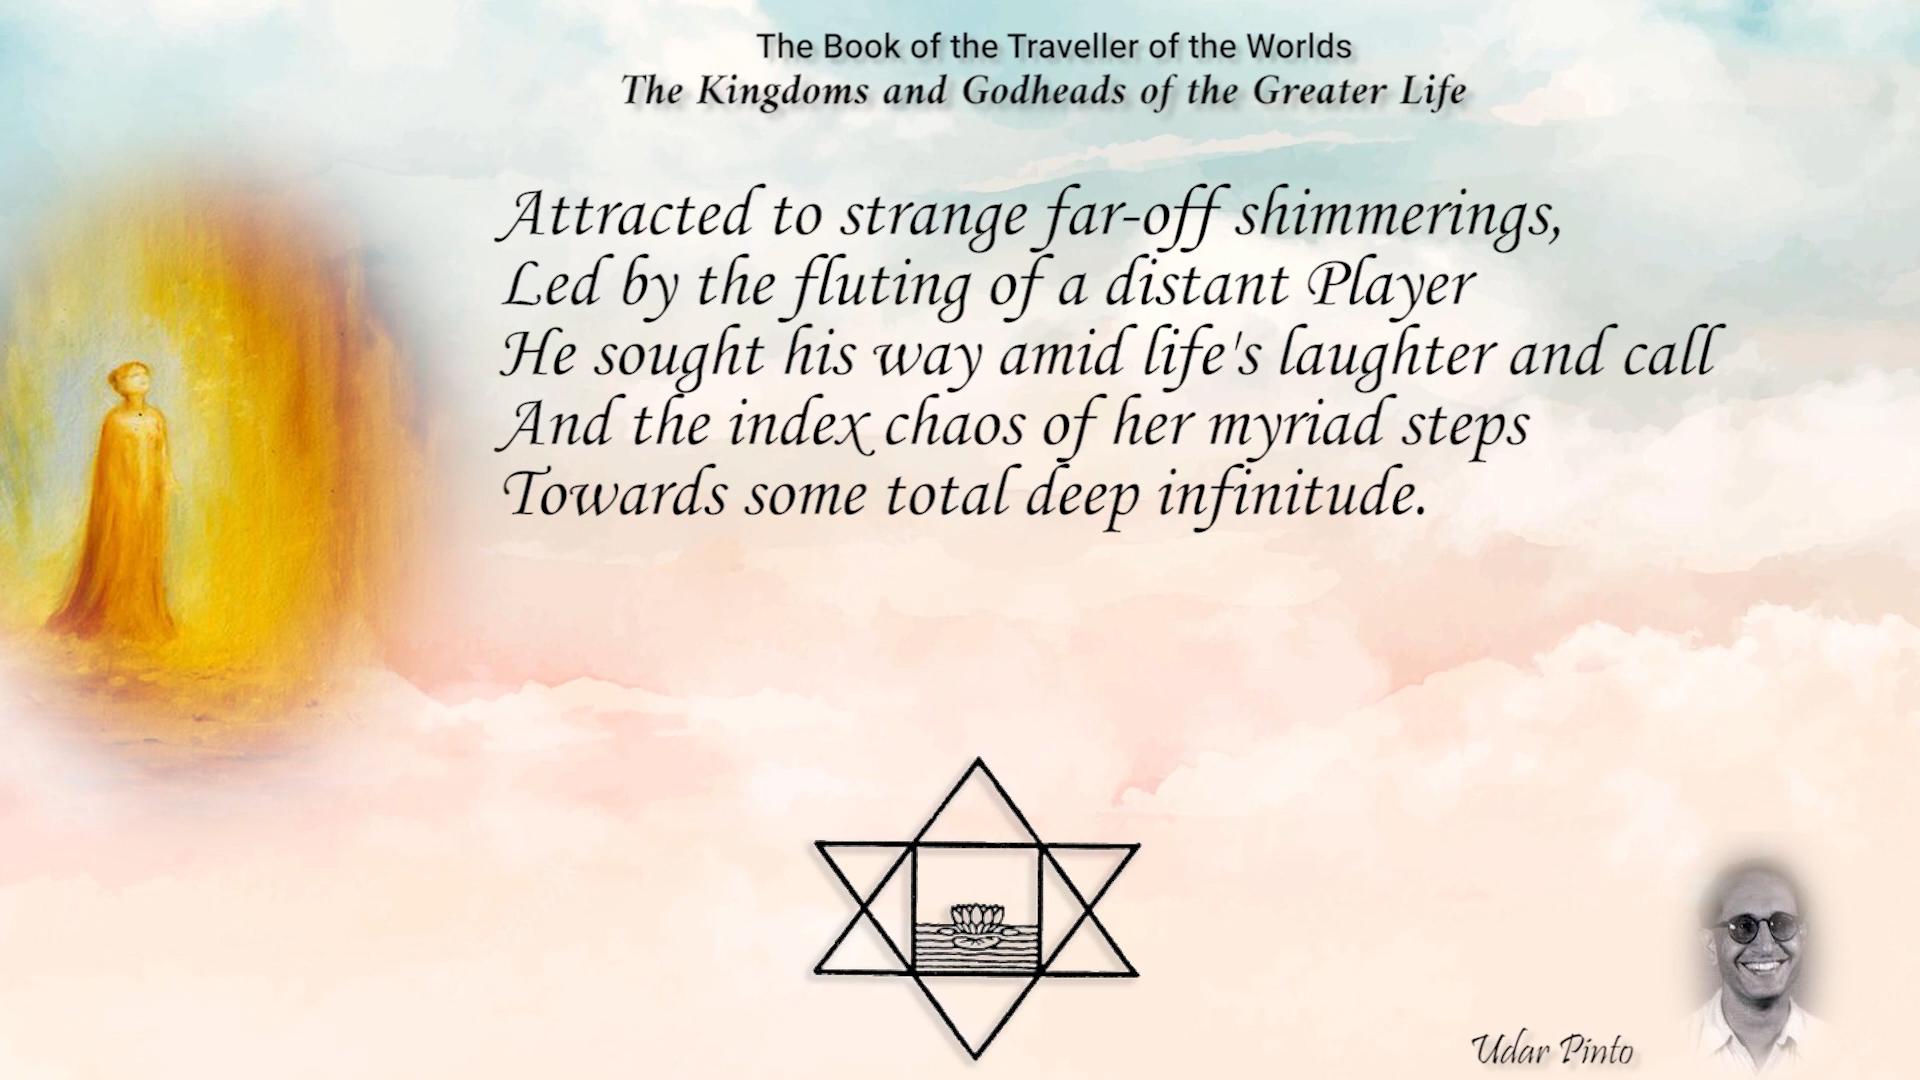 The Book of the Traveller of the Worlds
The Kingdoms and Godheads of the Greater Life
Attracted to strange far-off shimmerings,
Led by the fluting of a distant Player
He sought his way amid life's laughter and call
And the index chaos of her myriad steps
Towards some total deep infinitude.
Udar Pinto